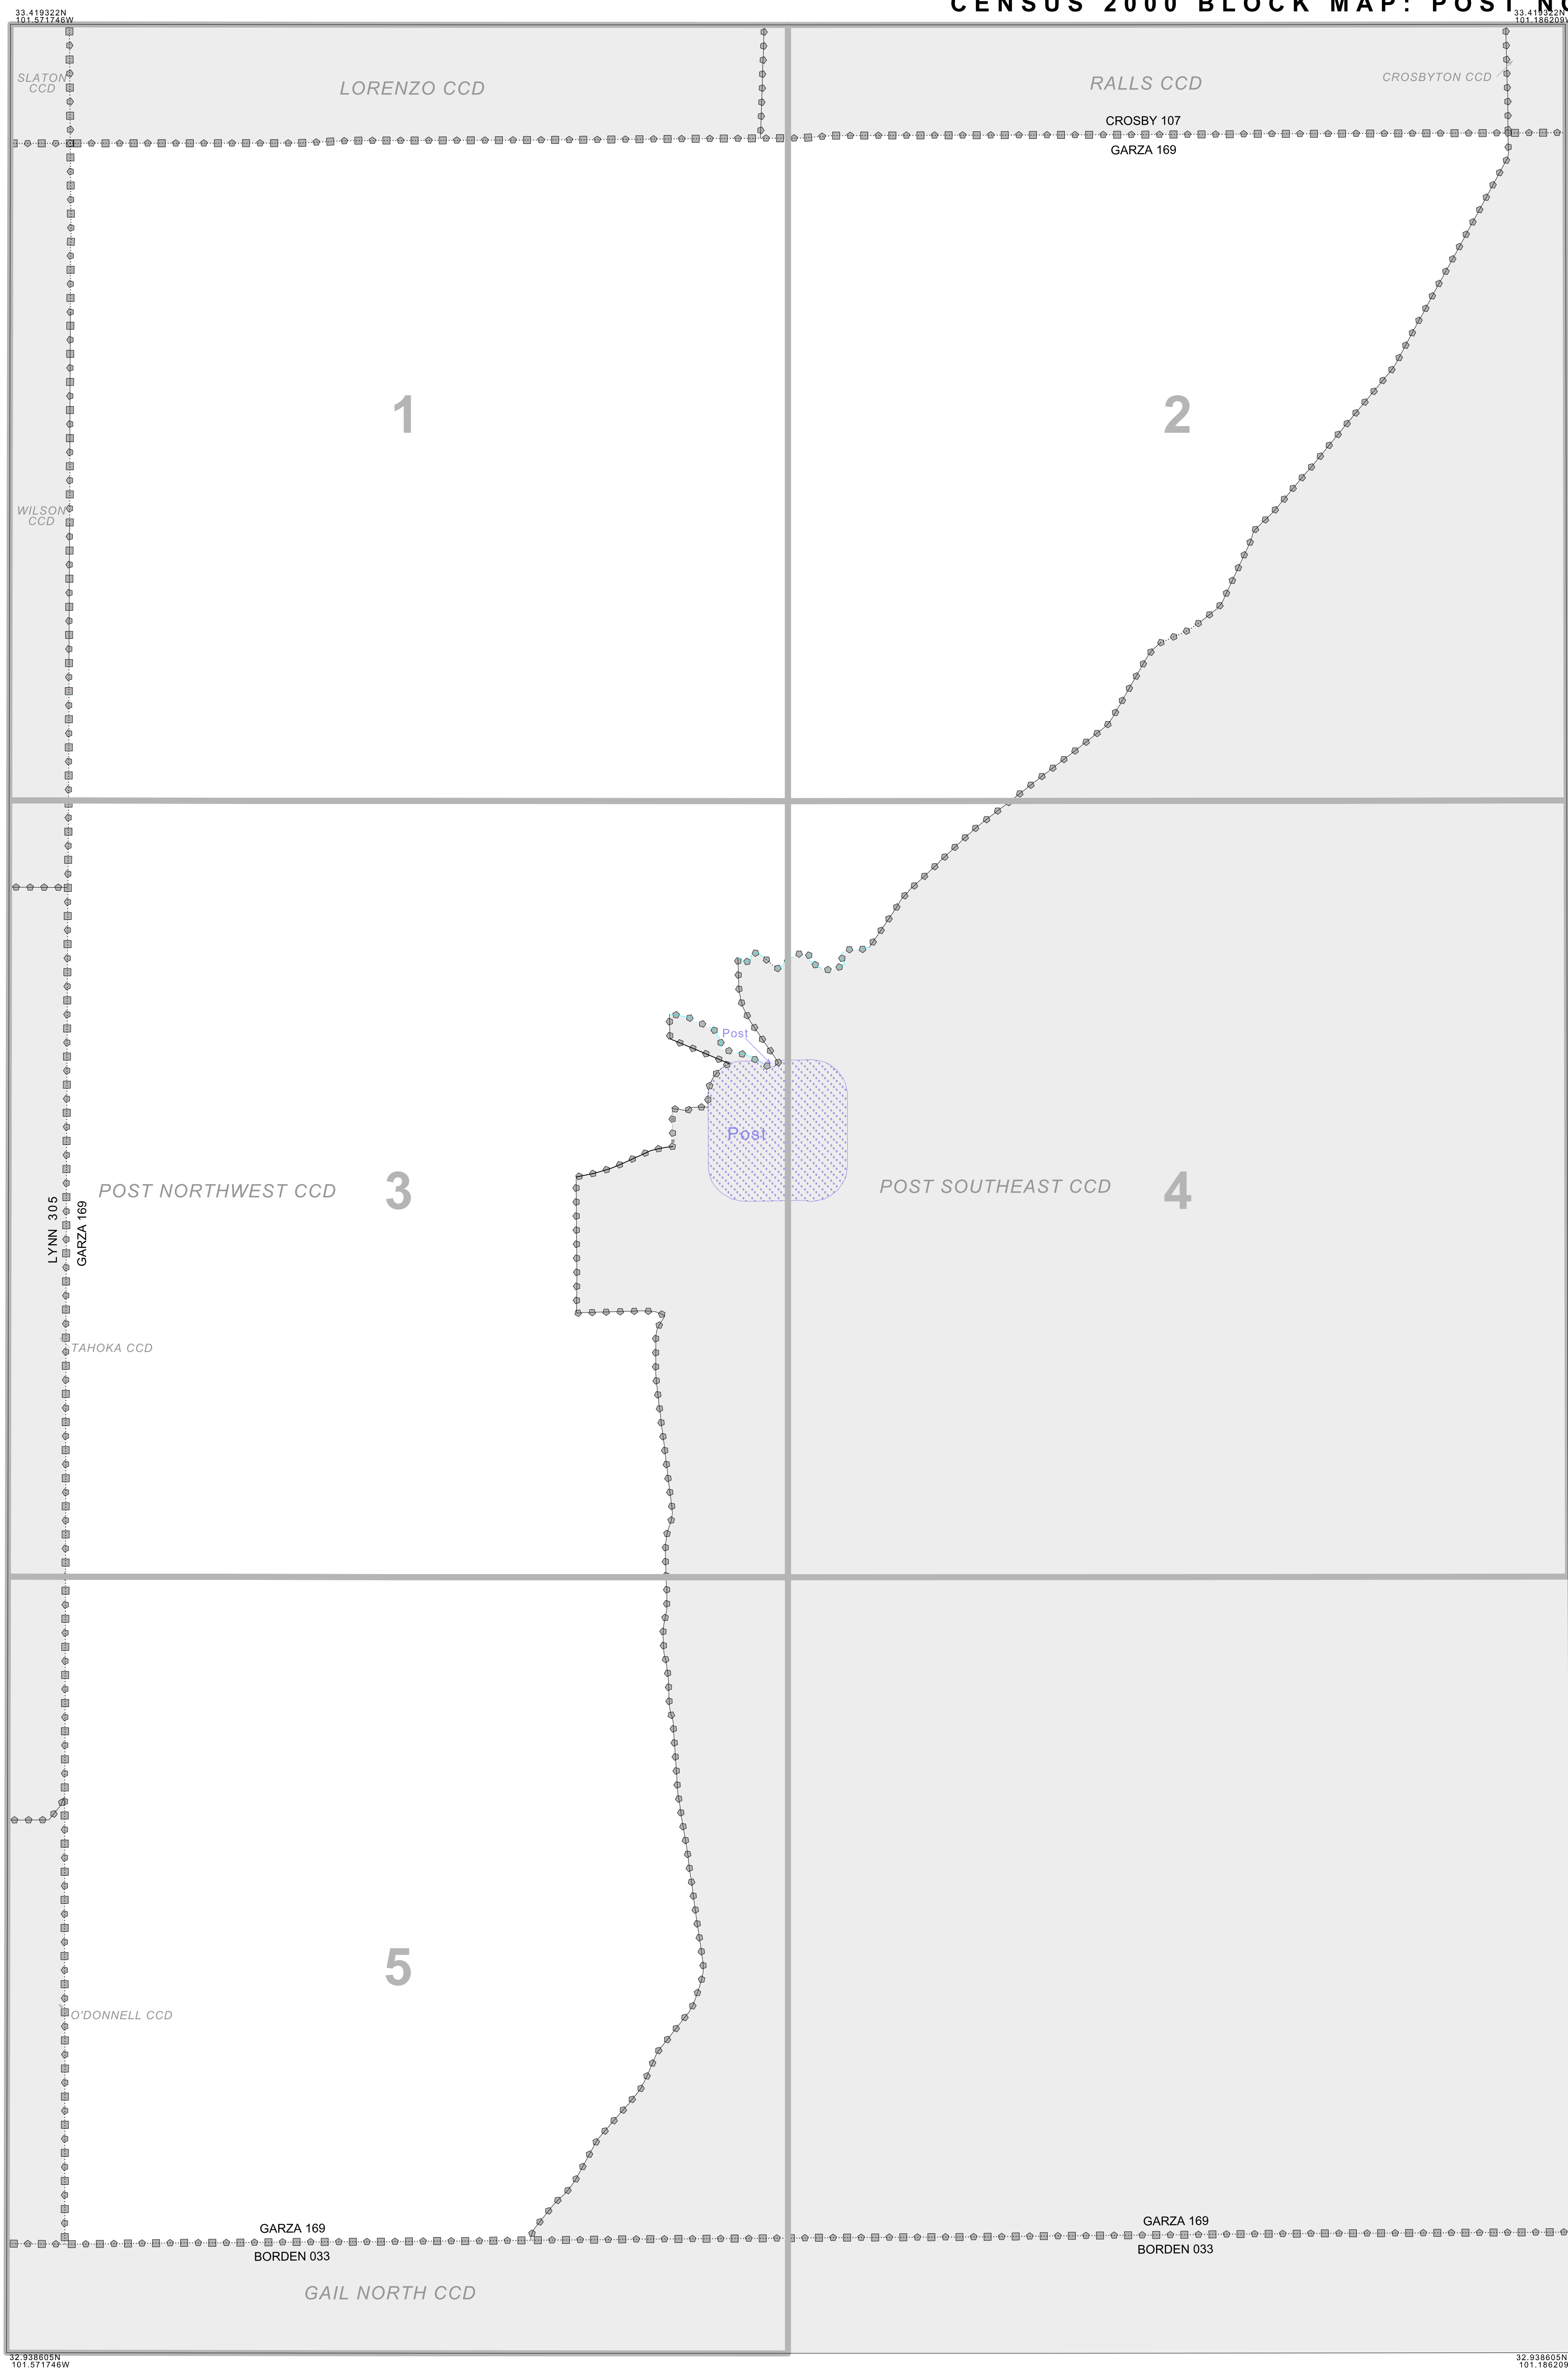 CENSUS 2000 BLOCK MAP: POST NO
33.419322N
101.571746W
33.419322N
101.186209W
SLATON
CCD
LORENZO CCD
RALLS CCD
CROSBYTON CCD
CROSBY 107
GARZA 169
1
2
WILSON
CCD
Post
Post
POST NORTHWEST CCD
3
POST SOUTHEAST CCD
4
LYNN 305
GARZA 169
TAHOKA CCD
5
O'DONNELL CCD
GARZA 169
BORDEN 033
GARZA 169
BORDEN 033
GAIL NORTH CCD
32.938605N
101.571746W
32.938605N
101.186209